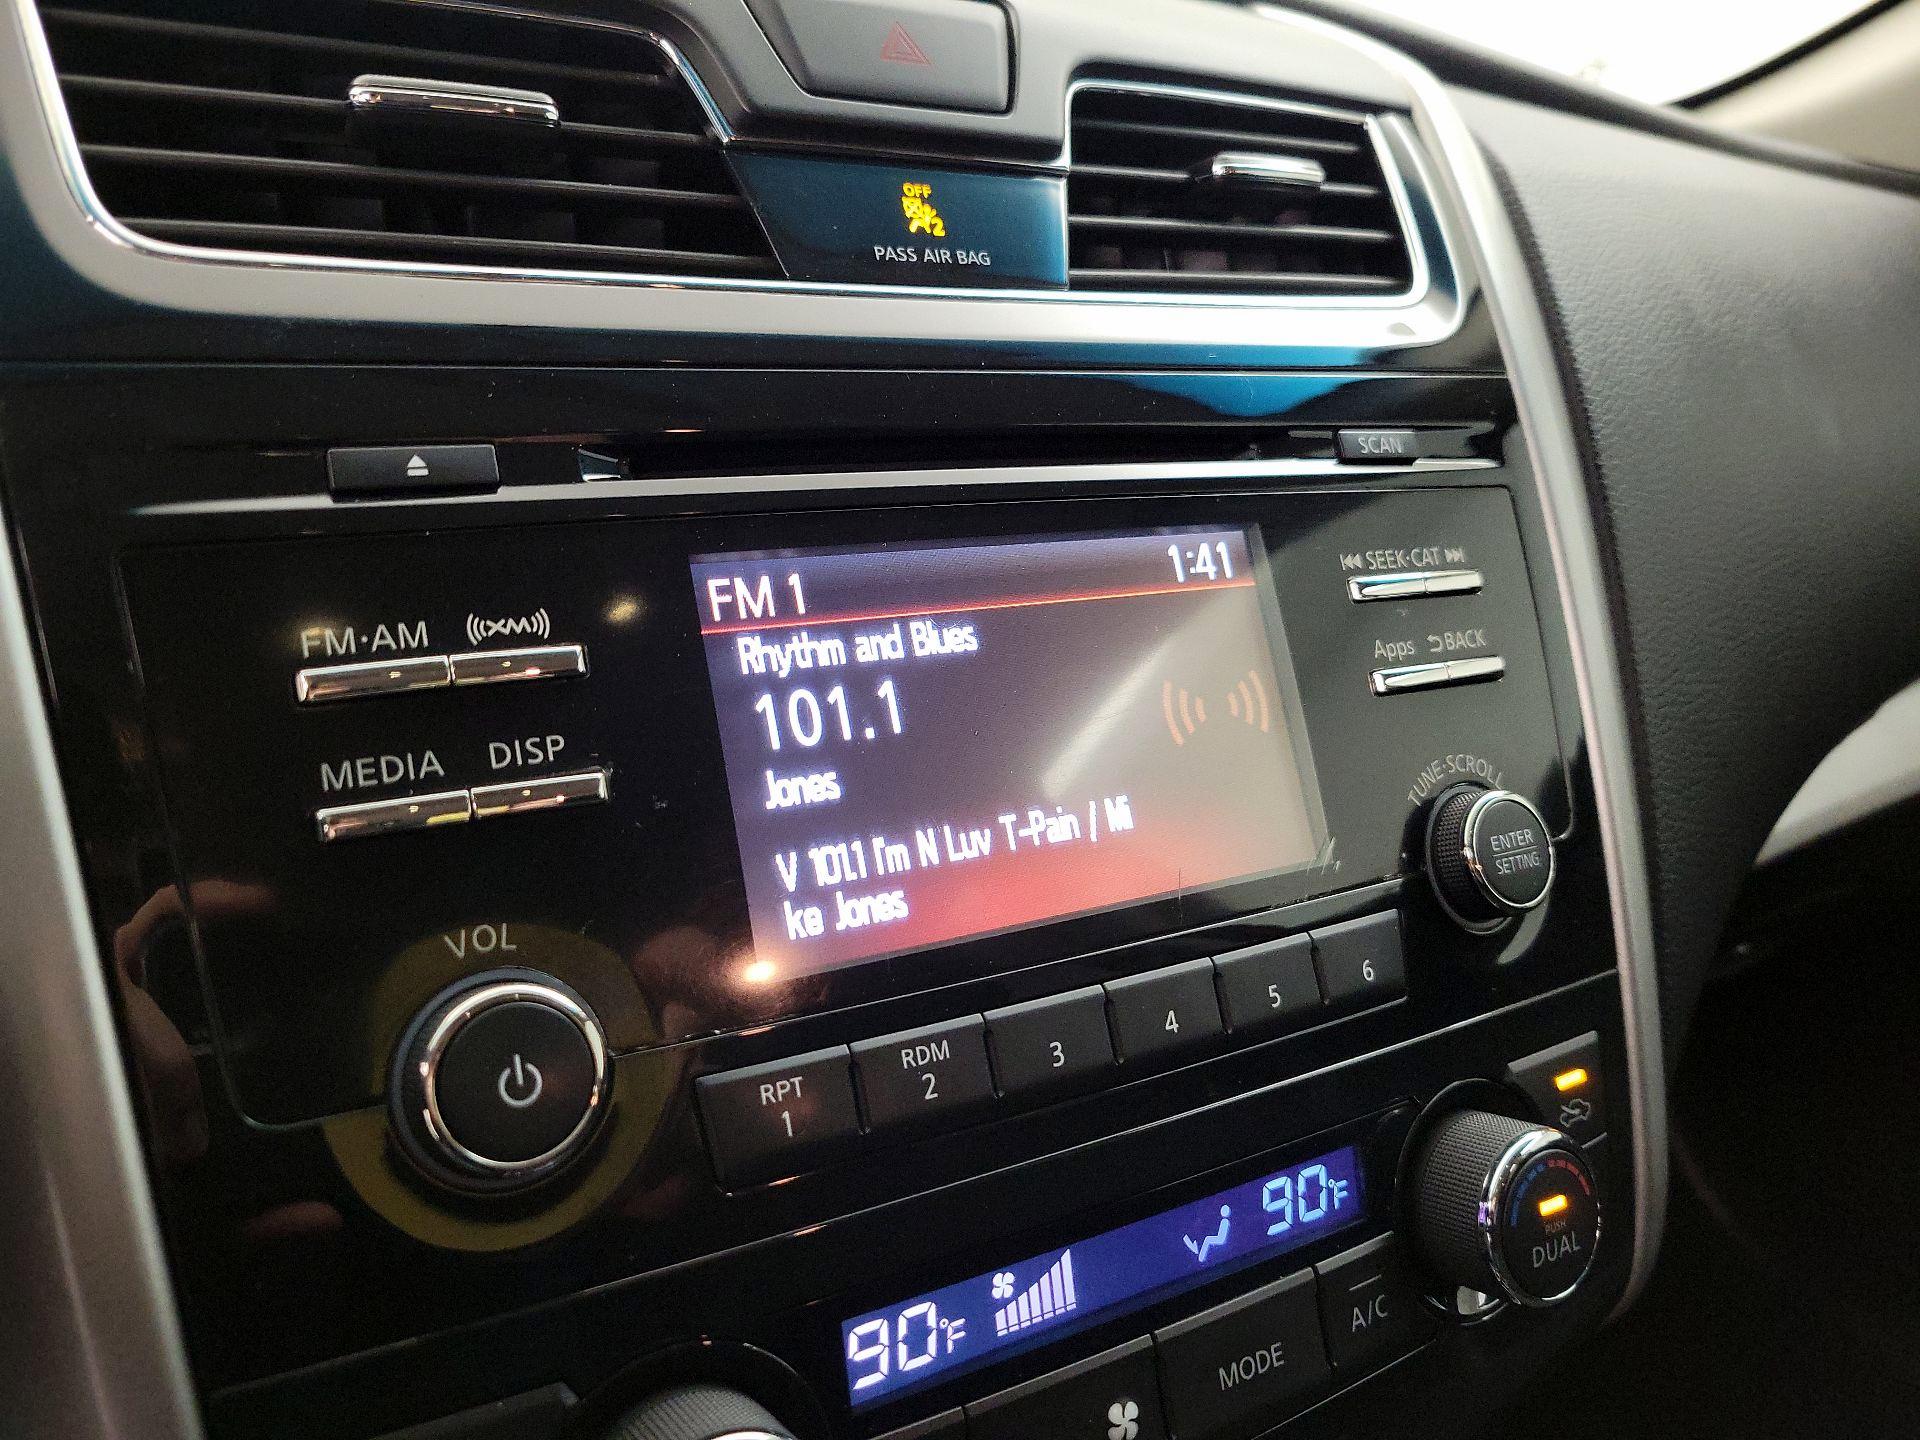 OFF
2
PASS AIR BAG
SCAN
FM 1 1:41
SEEK·CAT
FM·AM
((XM))
Rhythm and Blues
Apps BACK
101.1
MEDIA DISP
Jones
TUNE·SCROLL
V 101.1 I'm N Luv T-Pain / Mi
ke Jones
ENTER
SETTING
VOL
RPT
1
RDM
2
3
4
5
6
90°F
90°F
PUSH
DUAL
MODE
A/C